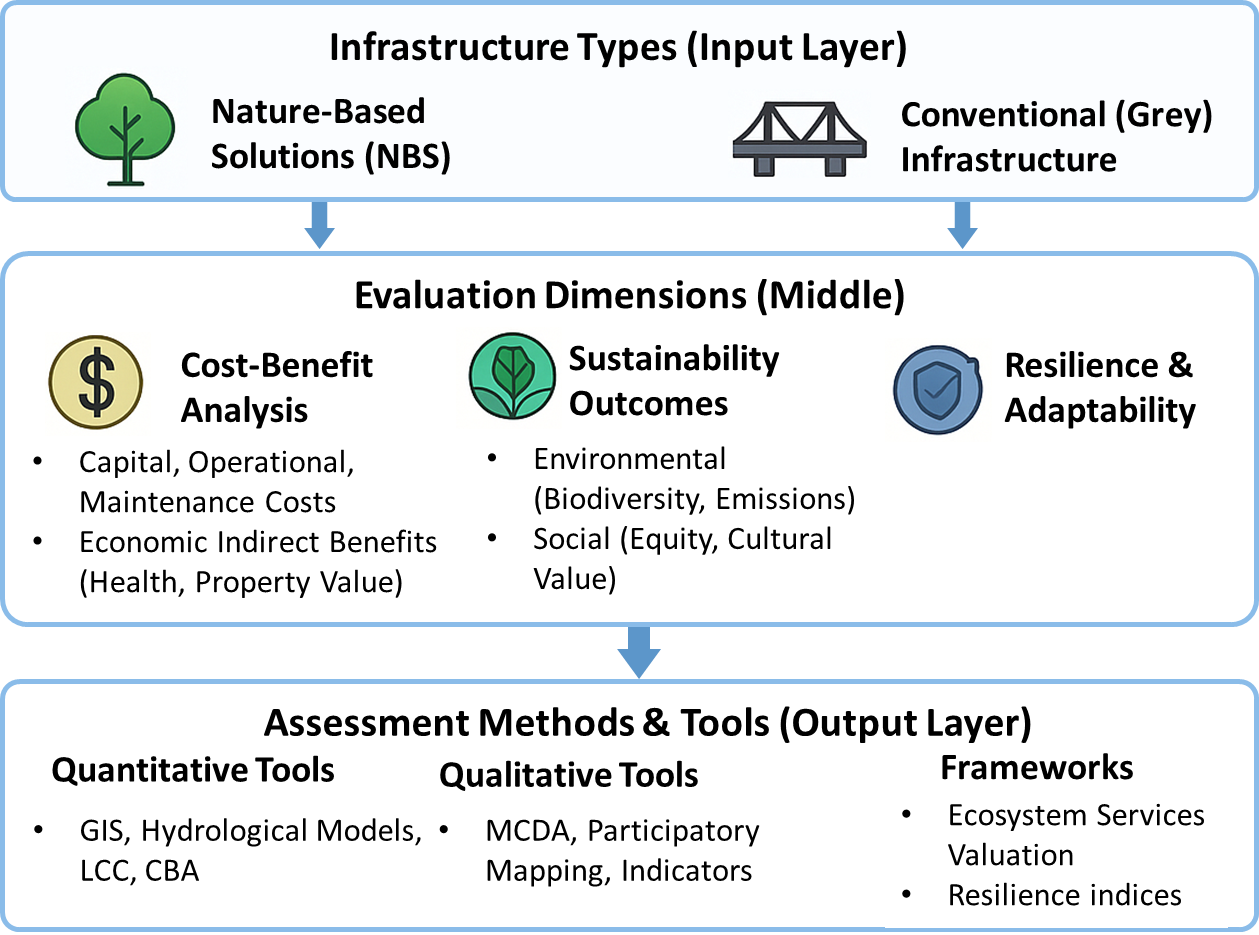 Infrastructure Types (Input Layer)
Nature-Based
Solutions (NBS)
Conventional (Grey)
Infrastructure
Evaluation Dimensions (Middle)
$
Cost-Benefit
Analysis
• Capital, Operational,
Maintenance Costs
• Economic Indirect Benefits
(Health, Property Value)
Sustainability
Outcomes
• Environmental
(Biodiversity, Emissions)
• Social (Equity, Cultural
Value)
Resilience &
Adaptability
Assessment Methods & Tools (Output Layer)
Quantitative Tools
• GIS, Hydrological Models,
LCC, CBA
Qualitative Tools
• MCDA, Participatory
Mapping, Indicators
Frameworks
• Ecosystem Services
Valuation
• Resilience indices